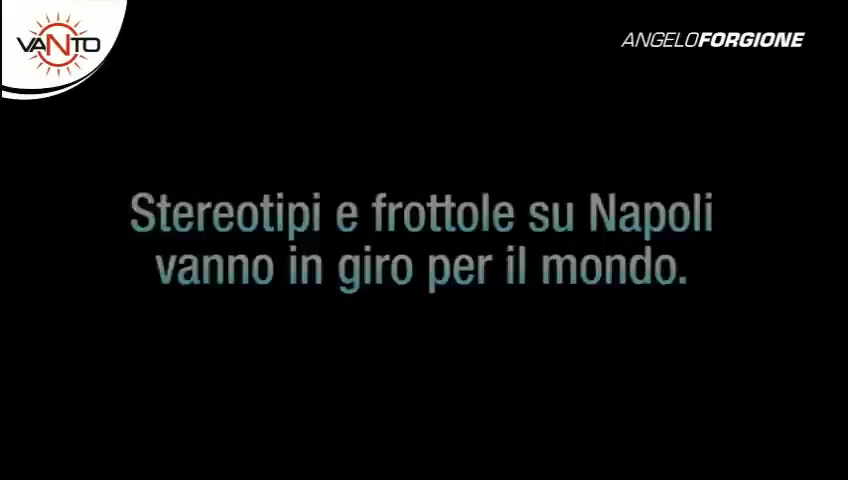 VANTO
ANGELOFORGIONE
Stereotipi e frottole su Napoli
vanno in giro per il mondo.